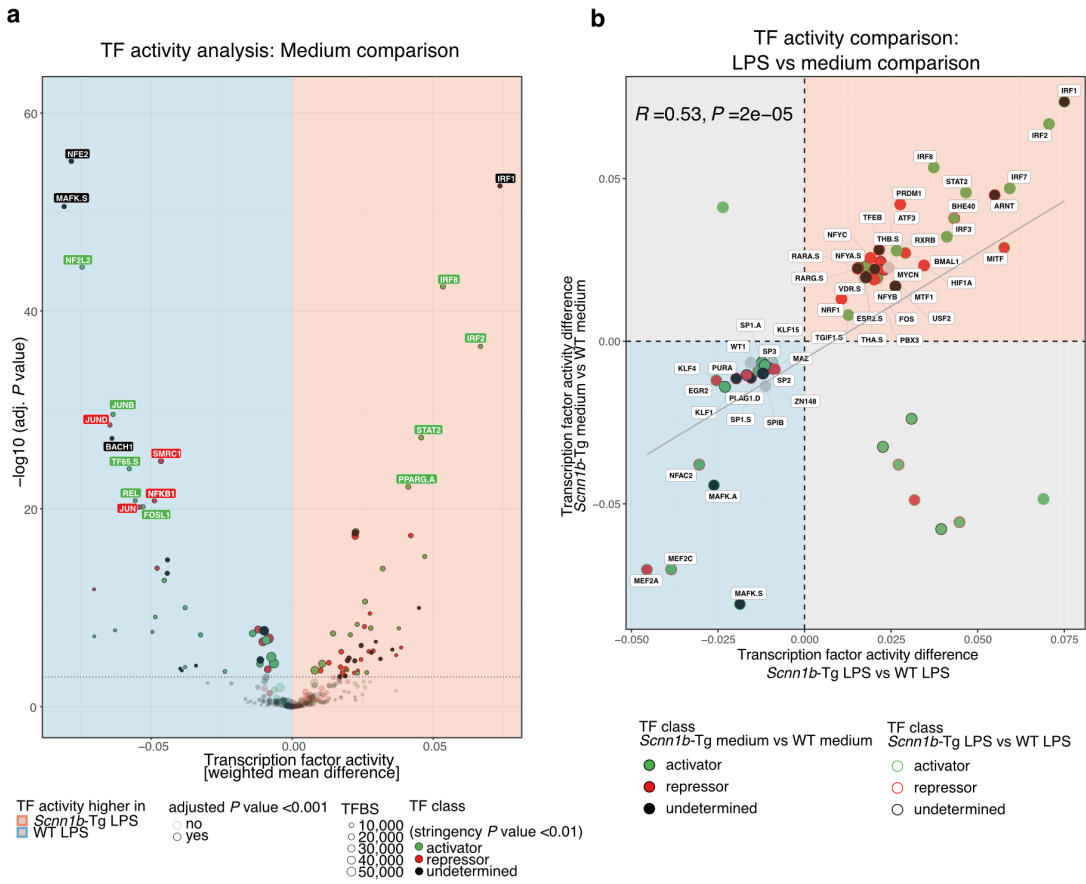 a
TF activity analysis: Medium comparison
−log10 (adj. P value)
60
40
20
0
NFE2
MAFK.S
NF2L2
IRF1
IRF8
IRF2
JUNB
JUND
BACH1
TF65.S
SMRC1
REL
NFKB1
JUN
FOSL1
STAT2
PPARG.A
−0.05
0.00
0.05
Transcription factor activity
[weighted mean difference]
TF activity higher in
Scnn1b-Tg LPS
WT LPS
adjusted P value <0.001
no
yes
TFBS
10,000
20,000
30,000
40,000
50,000
TF class
(stringency P value <0.01)
activator
repressor
undetermined
b
TF activity comparison:
LPS vs medium comparison
R =0.53, P =2e−05
Transcription factor activity difference
Scnn1b-Tg medium vs WT medium
0.05
0.00
−0.05
IRF1
IRF2
IRF8
STAT2
IRF7
PRDM1
BHE40
ARNT
TFEB
ATF3
IRF3
NFYC
THB.S
RXRB
MITF
RARA.S
NFYA.S
BMAL1
RARG.S
MYCN
HIF1A
VDR.S
NFYB
MTF1
NRF1
ESR2.S
FOS
USF2
SP1.A
KLF15
TGIF1.S
THA.S
PBX3
WT1
SP3
MAZ
KLF4
PURA
SP2
EGR2
PLAG1.D
ZN148
KLF1
SP1.S
SPIB
NFAC2
MAFK.A
MEF2C
MEF2A
MAFK.S
−0.050
−0.025
0.000
0.025
0.050
0.075
Transcription factor activity difference
Scnn1b-Tg LPS vs WT LPS
TF class
Scnn1b-Tg medium vs WT medium
activator
repressor
undetermined
TF class
Scnn1b-Tg LPS vs WT LPS
activator
repressor
undetermined